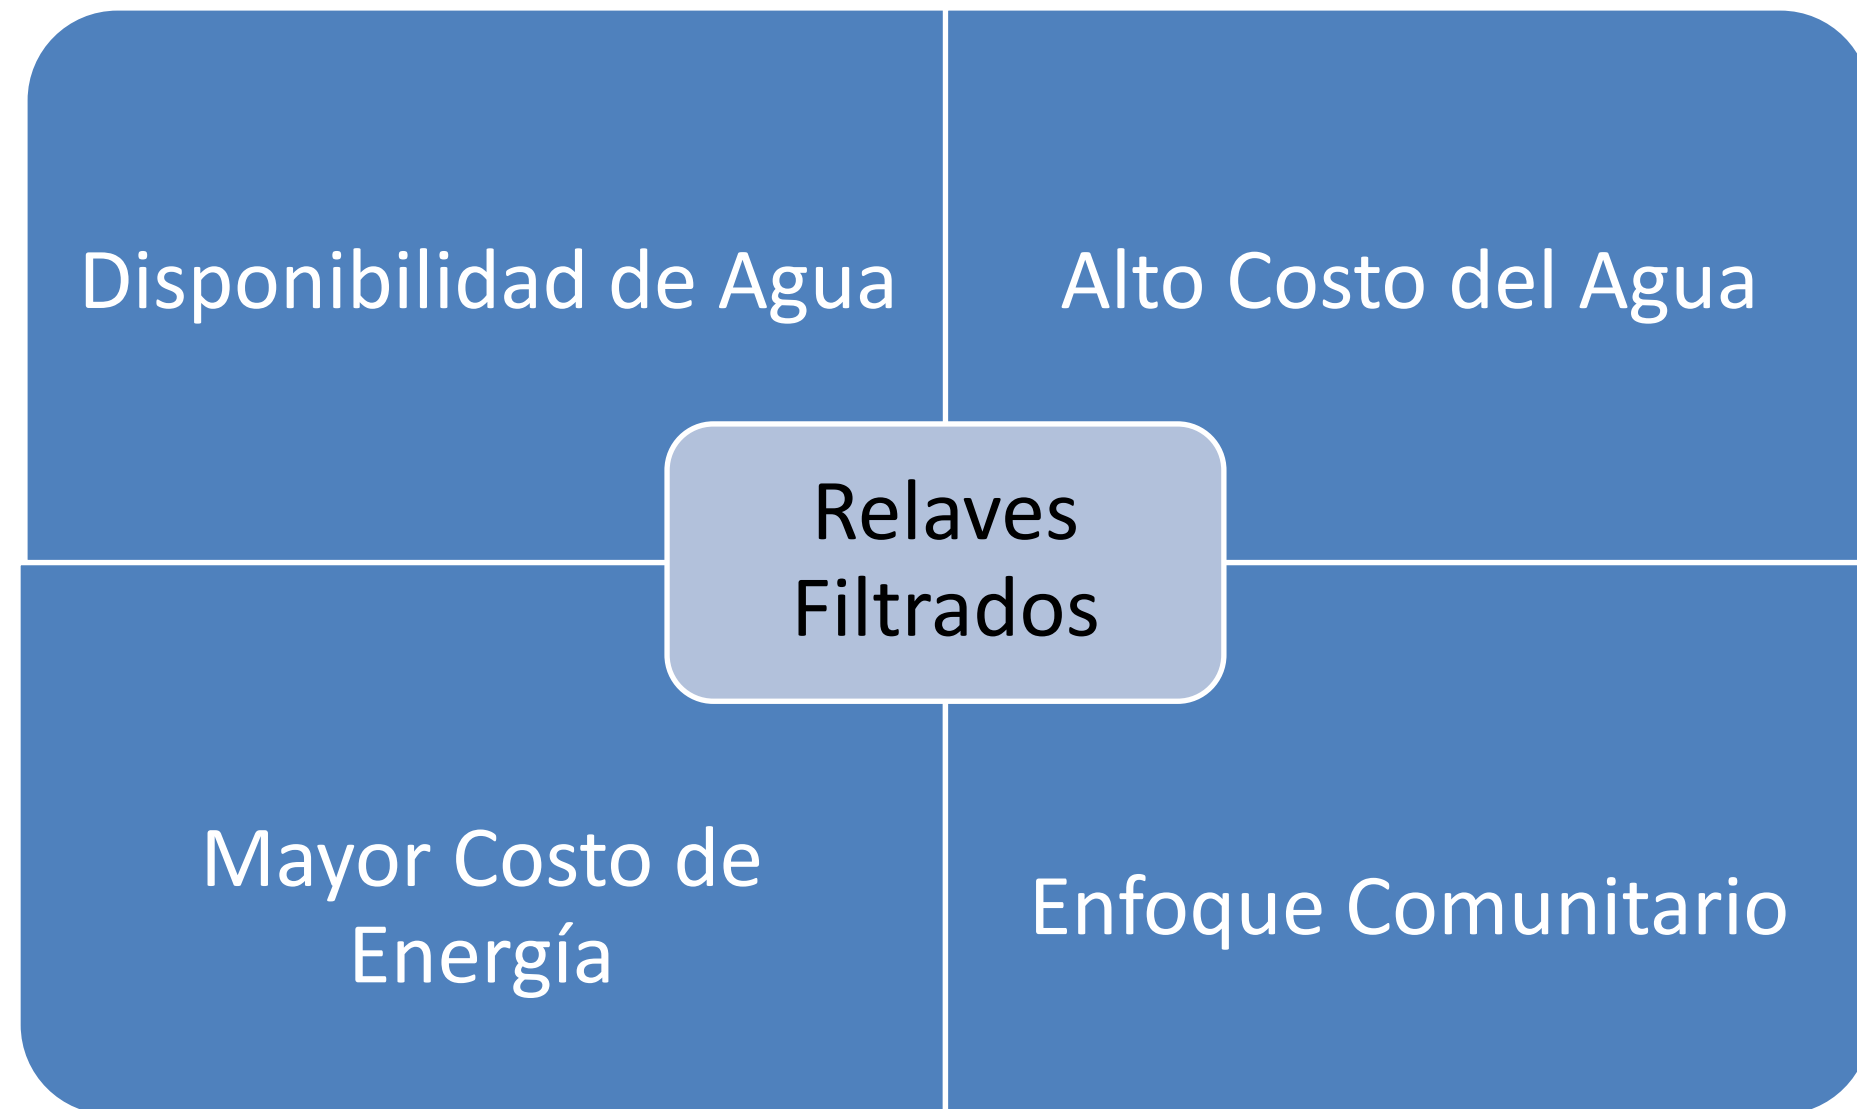 Disponibilidad de Agua
Alto Costo del Agua
Relaves
Filtrados
Mayor Costo de
Energía
Enfoque Comunitario